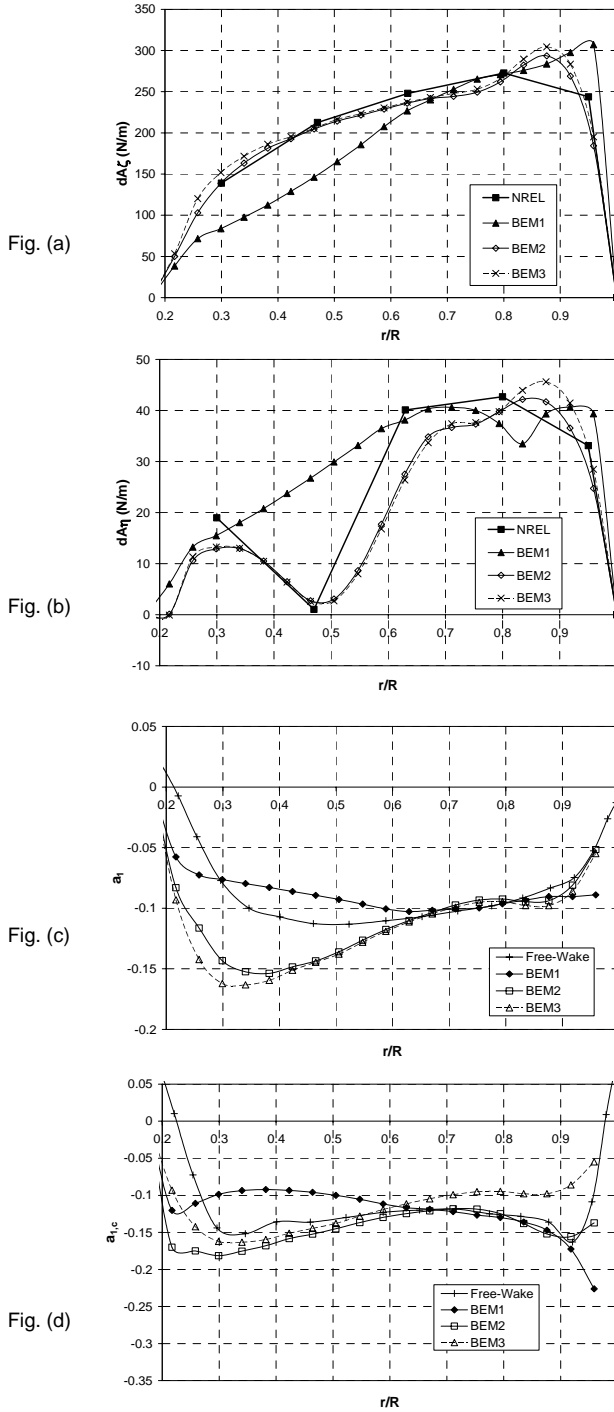 Fig. (a)
dAζ (N/m)
350
300
250
200
150
100
50
0
0.2 0.3 0.4 0.5 0.6 0.7 0.8 0.9
r/R
NREL
BEM1
BEM2
BEM3
Fig. (b)
dAη (N/m)
50
40
30
20
10
0
-10
0.2 0.3 0.4 0.5 0.6 0.7 0.8 0.9
r/R
NREL
BEM1
BEM2
BEM3
Fig. (c)
a1
0.05
0
-0.05
-0.1
-0.15
-0.2
0.2 0.3 0.4 0.5 0.6 0.7 0.8 0.9
r/R
Free-Wake
BEM1
BEM2
BEM3
Fig. (d)
a1,c
0.05
0
-0.05
-0.1
-0.15
-0.2
-0.25
-0.3
-0.35
0.2 0.3 0.4 0.5 0.6 0.7 0.8 0.9
r/R
Free-Wake
BEM1
BEM2
BEM3